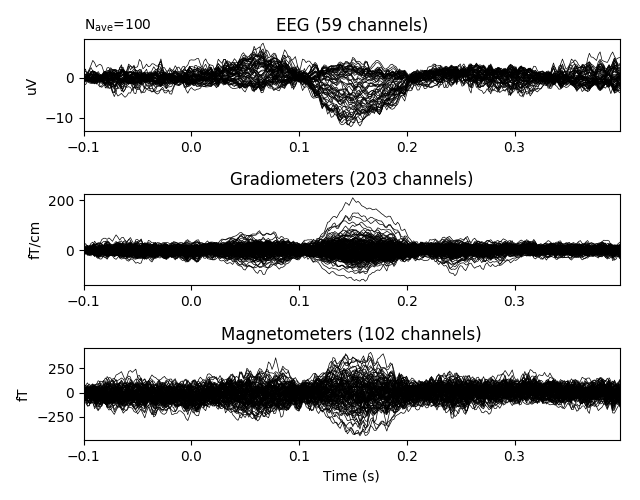 Nave=100
EEG (59 channels)
uV
0
−10
−0.1 0.0 0.1 0.2 0.3
Gradiometers (203 channels)
fT/cm
200
0
−0.1 0.0 0.1 0.2 0.3
Magnetometers (102 channels)
fT
250
0
−250
−0.1 0.0 0.1 0.2 0.3
Time (s)